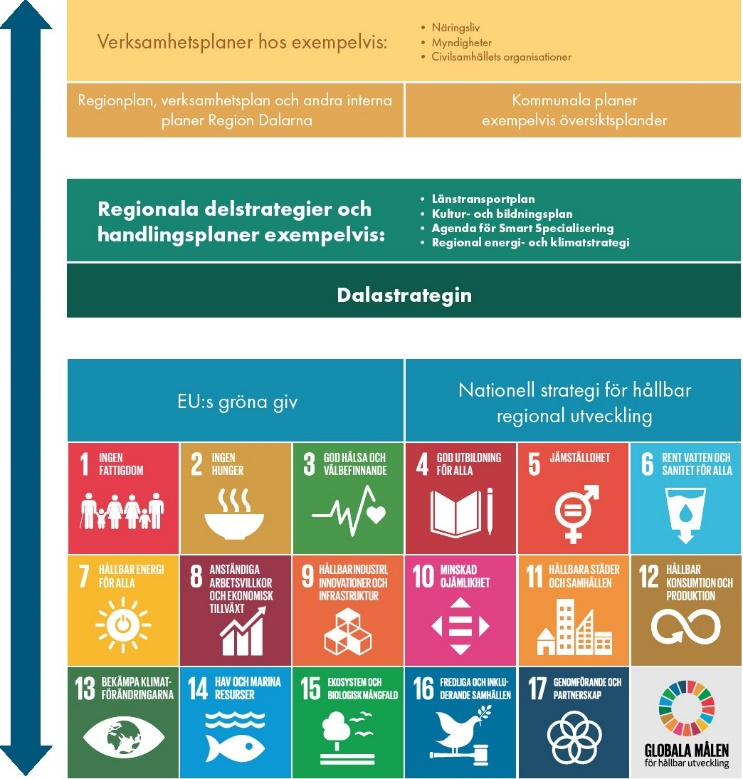 Verksamhetsplaner hos exempelvis:
• Näringsliv
• Myndigheter
• Civilsamhällets organisationer
Regionplan, verksamhetsplan och andra interna
planer Region Dalarna
Kommunala planer
exempelvis översiktsplander
Regionala delstrategier och
handlingsplaner exempelvis:
• Länstransportplan
• Kultur- och bildningsplan
• Agenda för Smart Specialisering
• Regional energi- och klimatstrategi
Dalastrategin
EU:s gröna giv
Nationell strategi för hållbar
regional utveckling
1 INGEN
FATTIGDOM
2 INGEN
HUNGER
3 GOD HÄLSA OCH
VÄLBEFINNANDE
4 GOD UTBILDNING
FÖR ALLA
5 JÄMSTÄLLDHET
6 RENT VATTEN OCH
SANITET FÖR ALLA
7 HÅLLBAR ENERGI
FÖR ALLA
8 ANSTÄNDIGA
ARBETSVILLKOR
OCH EKONOMISK
TILLVÄXT
9 HÅLLBAR INDUSTRI,
INNOVATIONER OCH
INFRASTRUKTUR
10 MINSKAD
OJÄMLIKHET
11 HÅLLBARA STÄDER
OCH SAMHÄLLEN
12 HÅLLBAR
KONSUMTION OCH
PRODUKTION
13 BEKÄMPA KLIMAT-
FÖRÄNDRINGARNA
14 HAV OCH MARINA
RESURSER
15 EKOSYSTEM OCH
BIOLOGISK MÅNGFALD
16 FREDLIGA OCH INKLU-
DERANDE SAMHÄLLEN
17 GENOMFÖRANDE OCH
PARTNERSKAP
GLOBALA MÅLEN
för hållbar utveckling